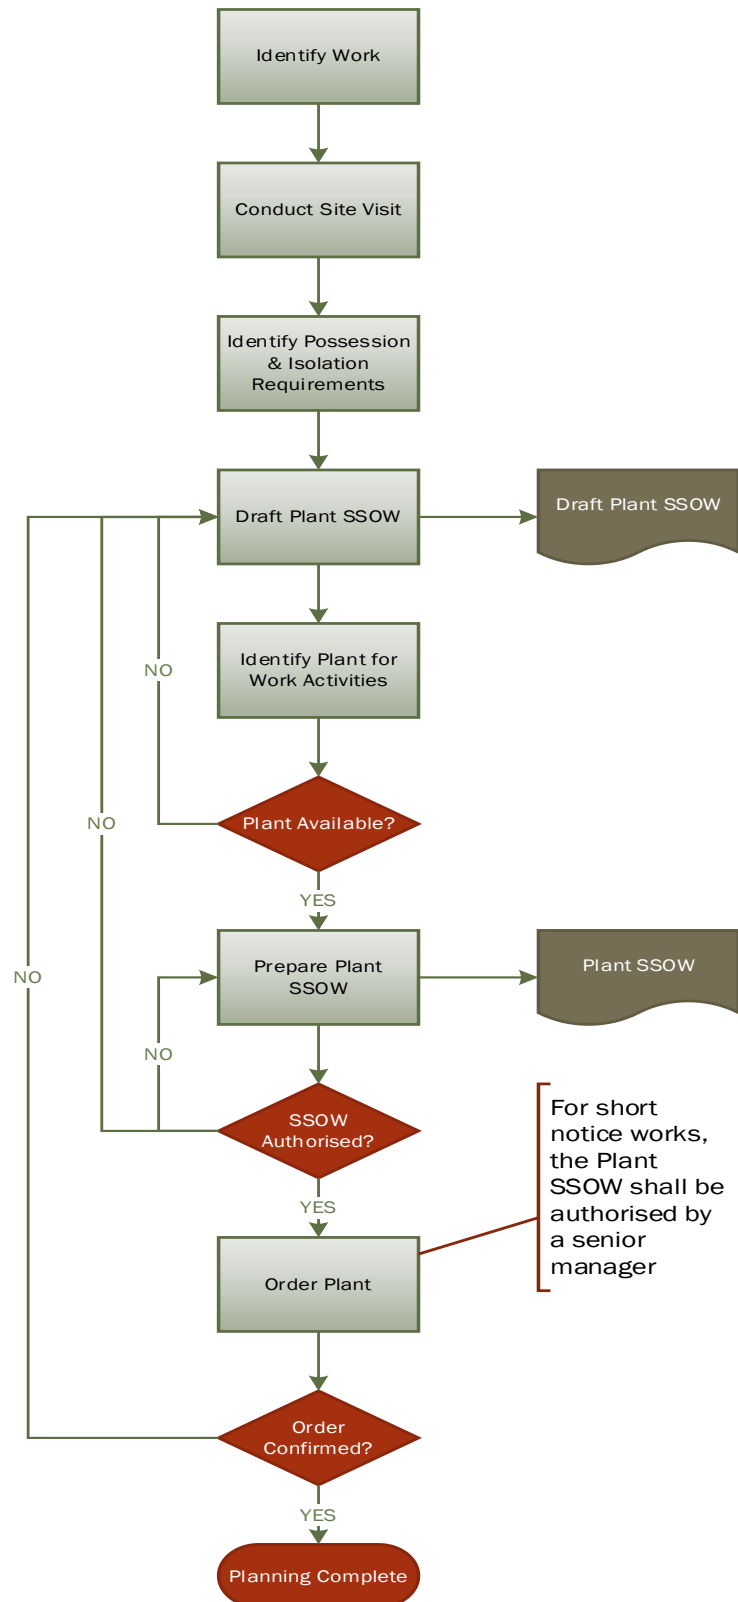 Identify Work
Conduct Site Visit
Identify Possession
& Isolation
Requirements
Draft Plant SSOW
Draft Plant SSOW
Identify Plant for
Work Activities
NO
Plant Available?
NO
YES
Prepare Plant
SSOW
Plant SSOW
NO
NO
SSOW
Authorised?
For short
notice works,
the Plant
SSOW shall be
authorised by
a senior
manager
YES
Order Plant
Order
Confirmed?
YES
Planning Complete